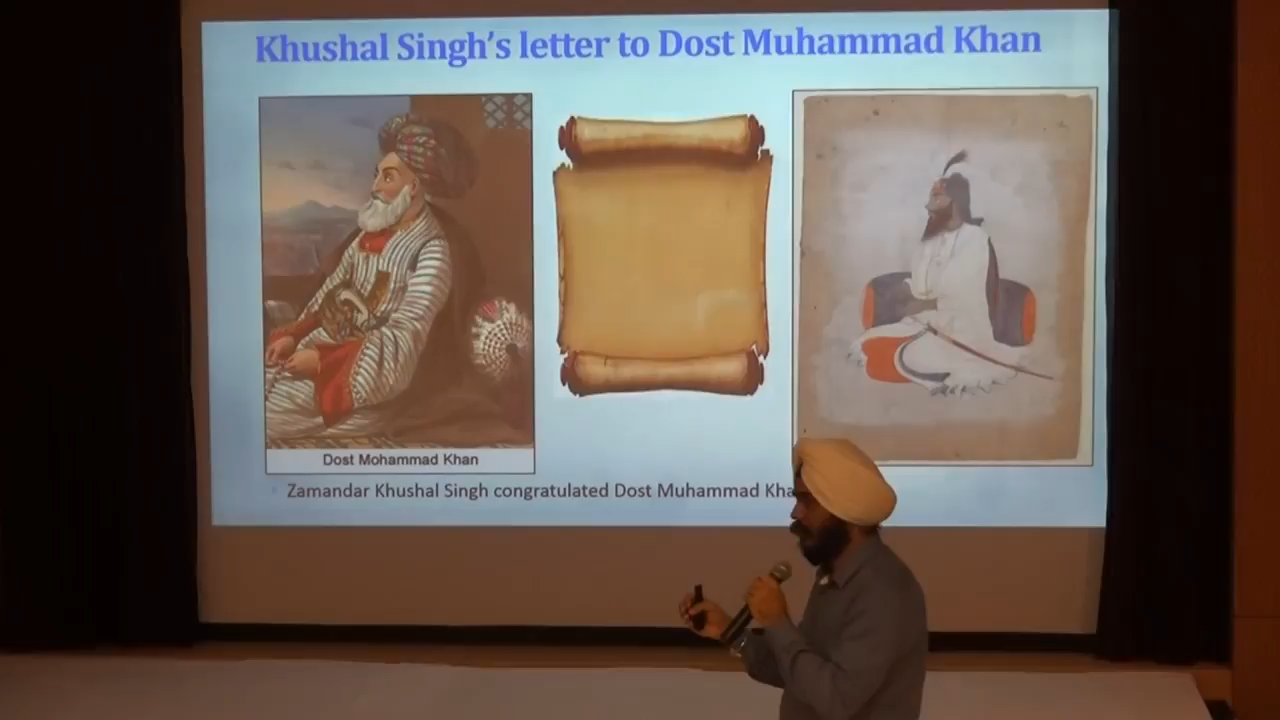 Khushal Singh's letter to Dost Muhammad Khan
Dost Mohammad Khan
Zamandar Khushal Singh congratulated Dost Muhammad